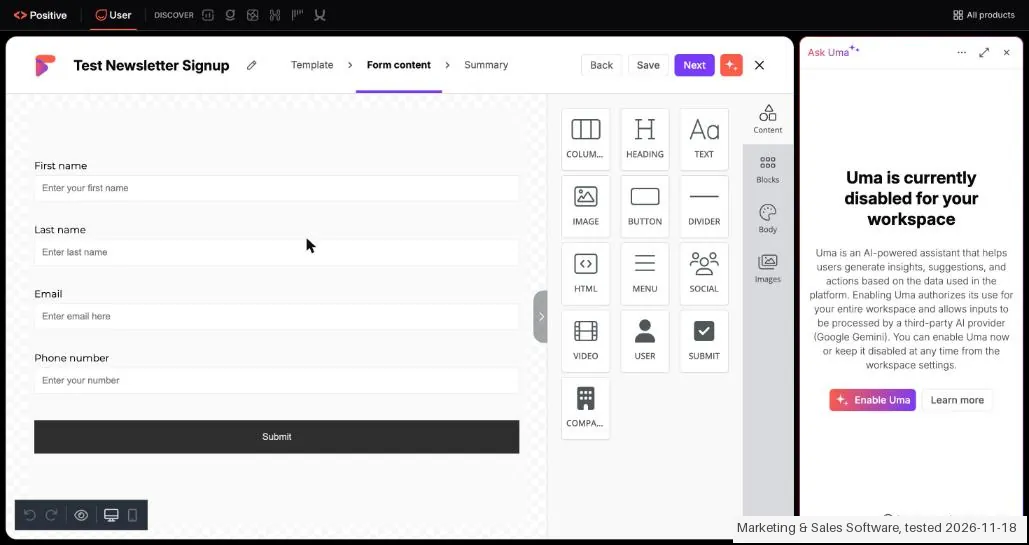 Positive
User
DISCOVER
All products
Test Newsletter Signup
Template
Form content
Summary
Back
Save
Next
Ask Uma
First name
Enter your first name
Last name
Enter last name
Email
Enter email here
Phone number
Enter your number
Submit
COLUM...
HEADING
TEXT
IMAGE
BUTTON
DIVIDER
HTML
MENU
SOCIAL
VIDEO
USER
SUBMIT
COMPA...
Content
Blocks
Body
Images
Uma is currently
disabled for your
workspace
Uma is an AI-powered assistant that helps
users generate insights, suggestions, and
actions based on the data used in the
platform. Enabling Uma authorizes its use for
your entire workspace and allows inputs to
be processed by a third-party AI provider
(Google Gemini). You can enable Uma now
or keep it disabled at any time from the
workspace settings.
Enable Uma
Learn more
Marketing & Sales Software, tested 2026-11-18